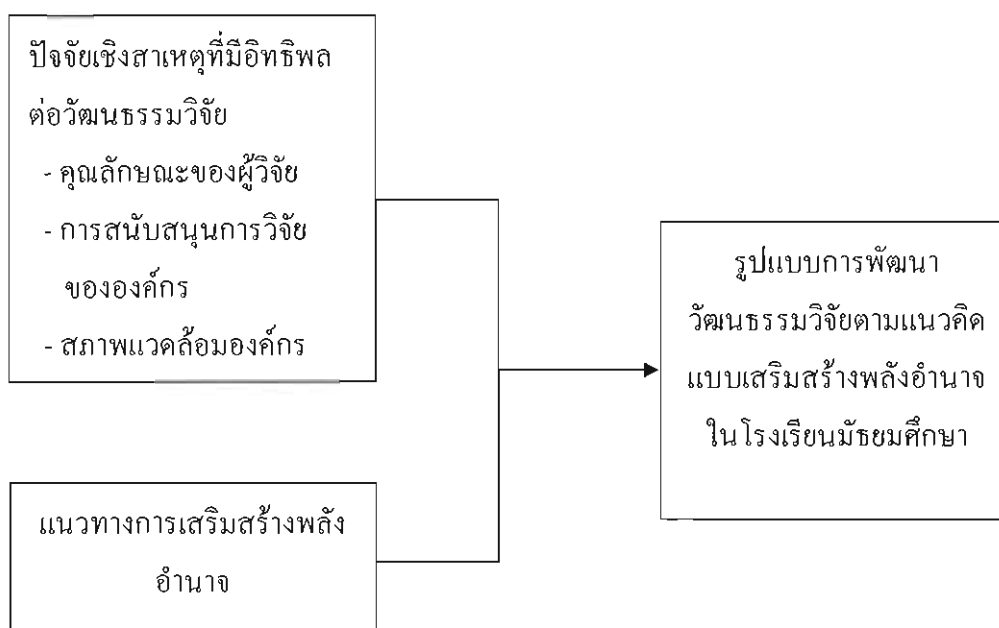 ปัจจัยเชิงสาเหตุที่มีอิทธิพล
ต่อวัฒนธรรมวิจัย
- คุณลักษณะของผู้วิจัย
- การสนับสนุนการวิจัย
ขององค์กร
- สภาพแวดล้อมองค์กร
แนวทางการเสริมสร้างพลัง
อำนาจ
รูปแบบการพัฒนา
วัฒนธรรมวิจัยตามแนวคิด
แบบเสริมสร้างพลังอำนาจ
ในโรงเรียนมัธยมศึกษา